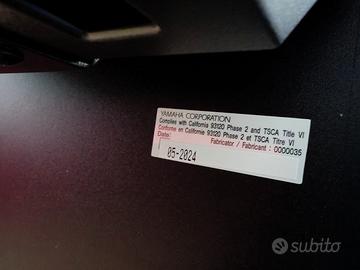 YAMAHA CORPORATION
Complies with California 93120 Phase 2 and TSCA Title VI
Conforme en Californie 93120 Phase 2 et TSCA Titre VI
Date: Fabricator / Fabricant : 0000035
05-2024
subito